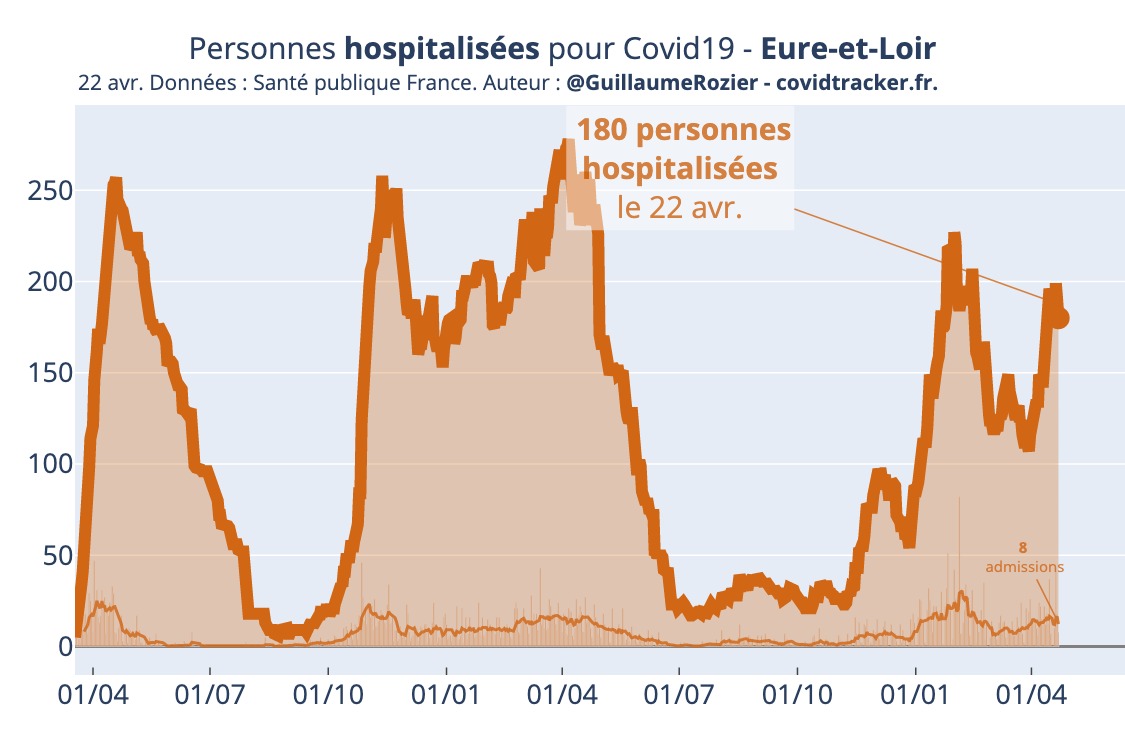 Personnes hospitalisées pour Covid19 - Eure-et-Loir
22 avr. Données : Santé publique France. Auteur : @GuillaumeRozier - covidtracker.fr.
180 personnes
hospitalisées
le 22 avr.
250
200
150
100
50
0
8
admissions
01/04 01/07 01/10 01/01 01/04 01/07 01/10 01/01 01/04